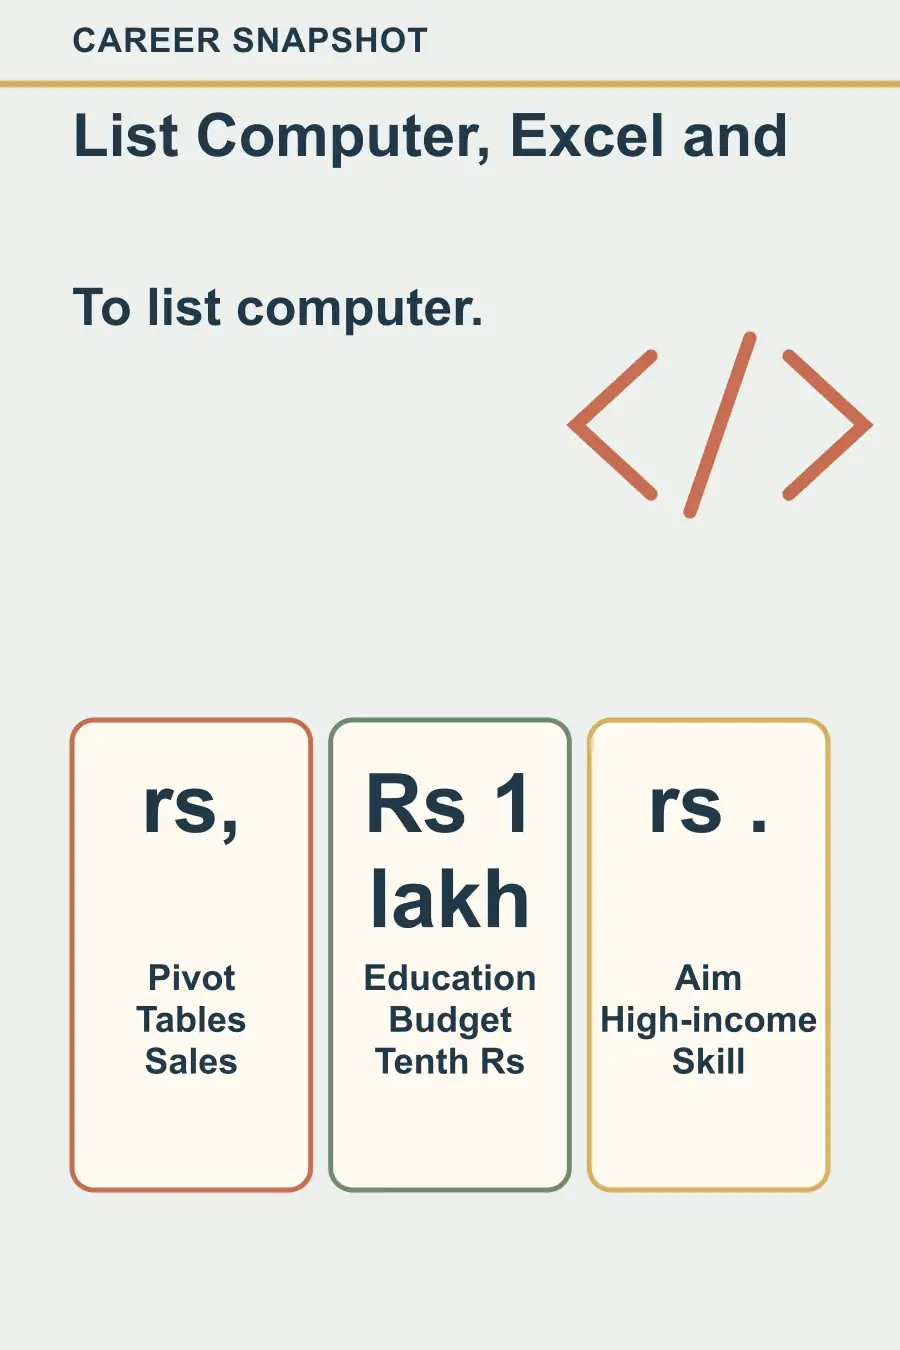 CAREER SNAPSHOT
List Computer, Excel and
To list computer.
rs,
Pivot
Tables
Sales
Rs 1
lakh
Education
Budget
Tenth Rs
rs .
Aim
High-income
Skill